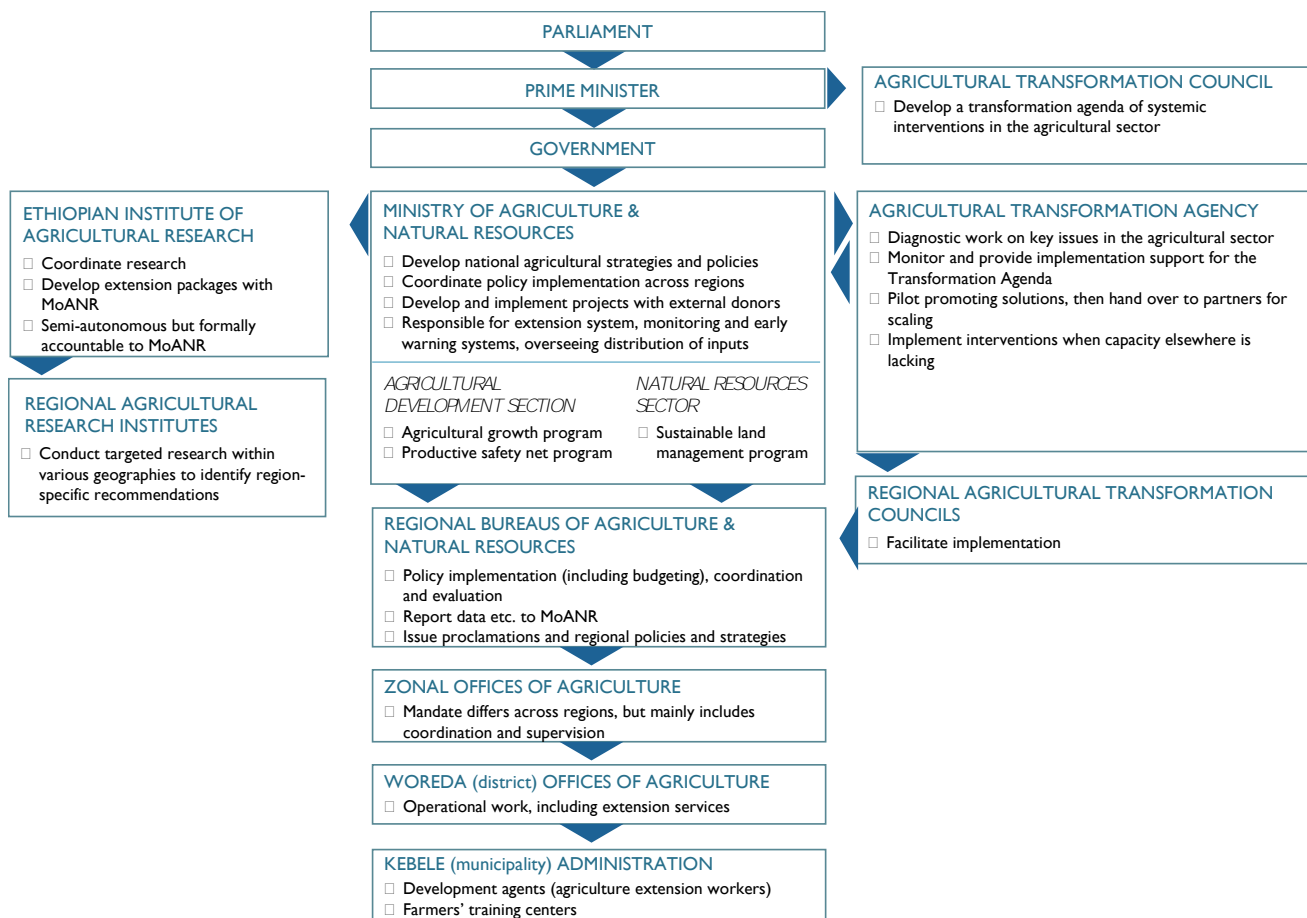 PARLIAMENT
PRIME MINISTER
AGRICULTURAL TRANSFORMATION COUNCIL
□ Develop a transformation agenda of systemic
interventions in the agricultural sector
GOVERNMENT
ETHIOPIAN INSTITUTE OF
AGRICULTURAL RESEARCH
□ Coordinate research
□ Develop extension packages with
MoANR
□ Semi-autonomous but formally
accountable to MoANR
REGIONAL AGRICULTURAL
RESEARCH INSTITUTES
□ Conduct targeted research within
various geographies to identify region-
specific recommendations
MINISTRY OF AGRICULTURE &
NATURAL RESOURCES
□ Develop national agricultural strategies and policies
□ Coordinate policy implementation across regions
□ Develop and implement projects with external donors
□ Responsible for extension system, monitoring and early
warning systems, overseeing distribution of inputs
AGRICULTURAL
DEVELOPMENT SECTION
□ Agricultural growth program
□ Productive safety net program
NATURAL RESOURCES
SECTOR
□ Sustainable land
management program
AGRICULTURAL TRANSFORMATION AGENCY
□ Diagnostic work on key issues in the agricultural sector
□ Monitor and provide implementation support for the
Transformation Agenda
□ Pilot promoting solutions, then hand over to partners for
scaling
□ Implement interventions when capacity elsewhere is
lacking
REGIONAL AGRICULTURAL TRANSFORMATION
COUNCILS
□ Facilitate implementation
REGIONAL BUREAUS OF AGRICULTURE &
NATURAL RESOURCES
□ Policy implementation (including budgeting), coordination
and evaluation
□ Report data etc. to MoANR
□ Issue proclamations and regional policies and strategies
ZONAL OFFICES OF AGRICULTURE
□ Mandate differs across regions, but mainly includes
coordination and supervision
WOREDA (district) OFFICES OF AGRICULTURE
□ Operational work, including extension services
KEBELE (municipality) ADMINISTRATION
□ Development agents (agriculture extension workers)
□ Farmers' training centers